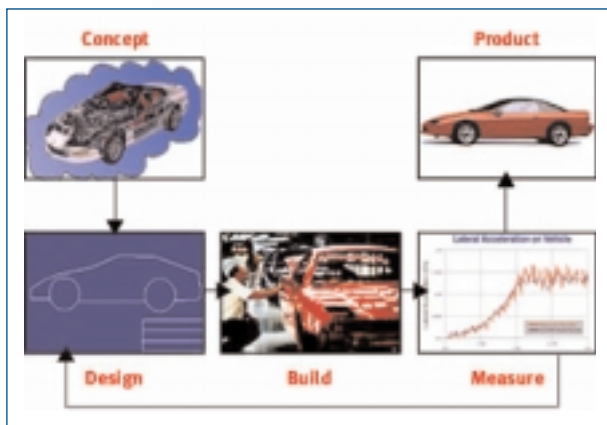 Concept
Product
Lateral Acceleration on Vehicle
Design
Build
Measure